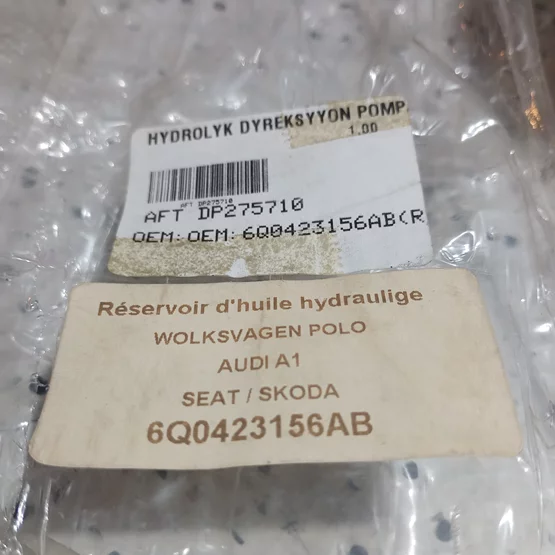 HYDROLYK DYREKSYYON POMP
1.00
AFT DP275710
AFT DP275710
OEM: OEM: 6Q0423156AB(R
Réservoir d'huile hydraulige
WOLKSVAGEN POLO
AUDI A1
SEAT / SKODA
6Q0423156AB